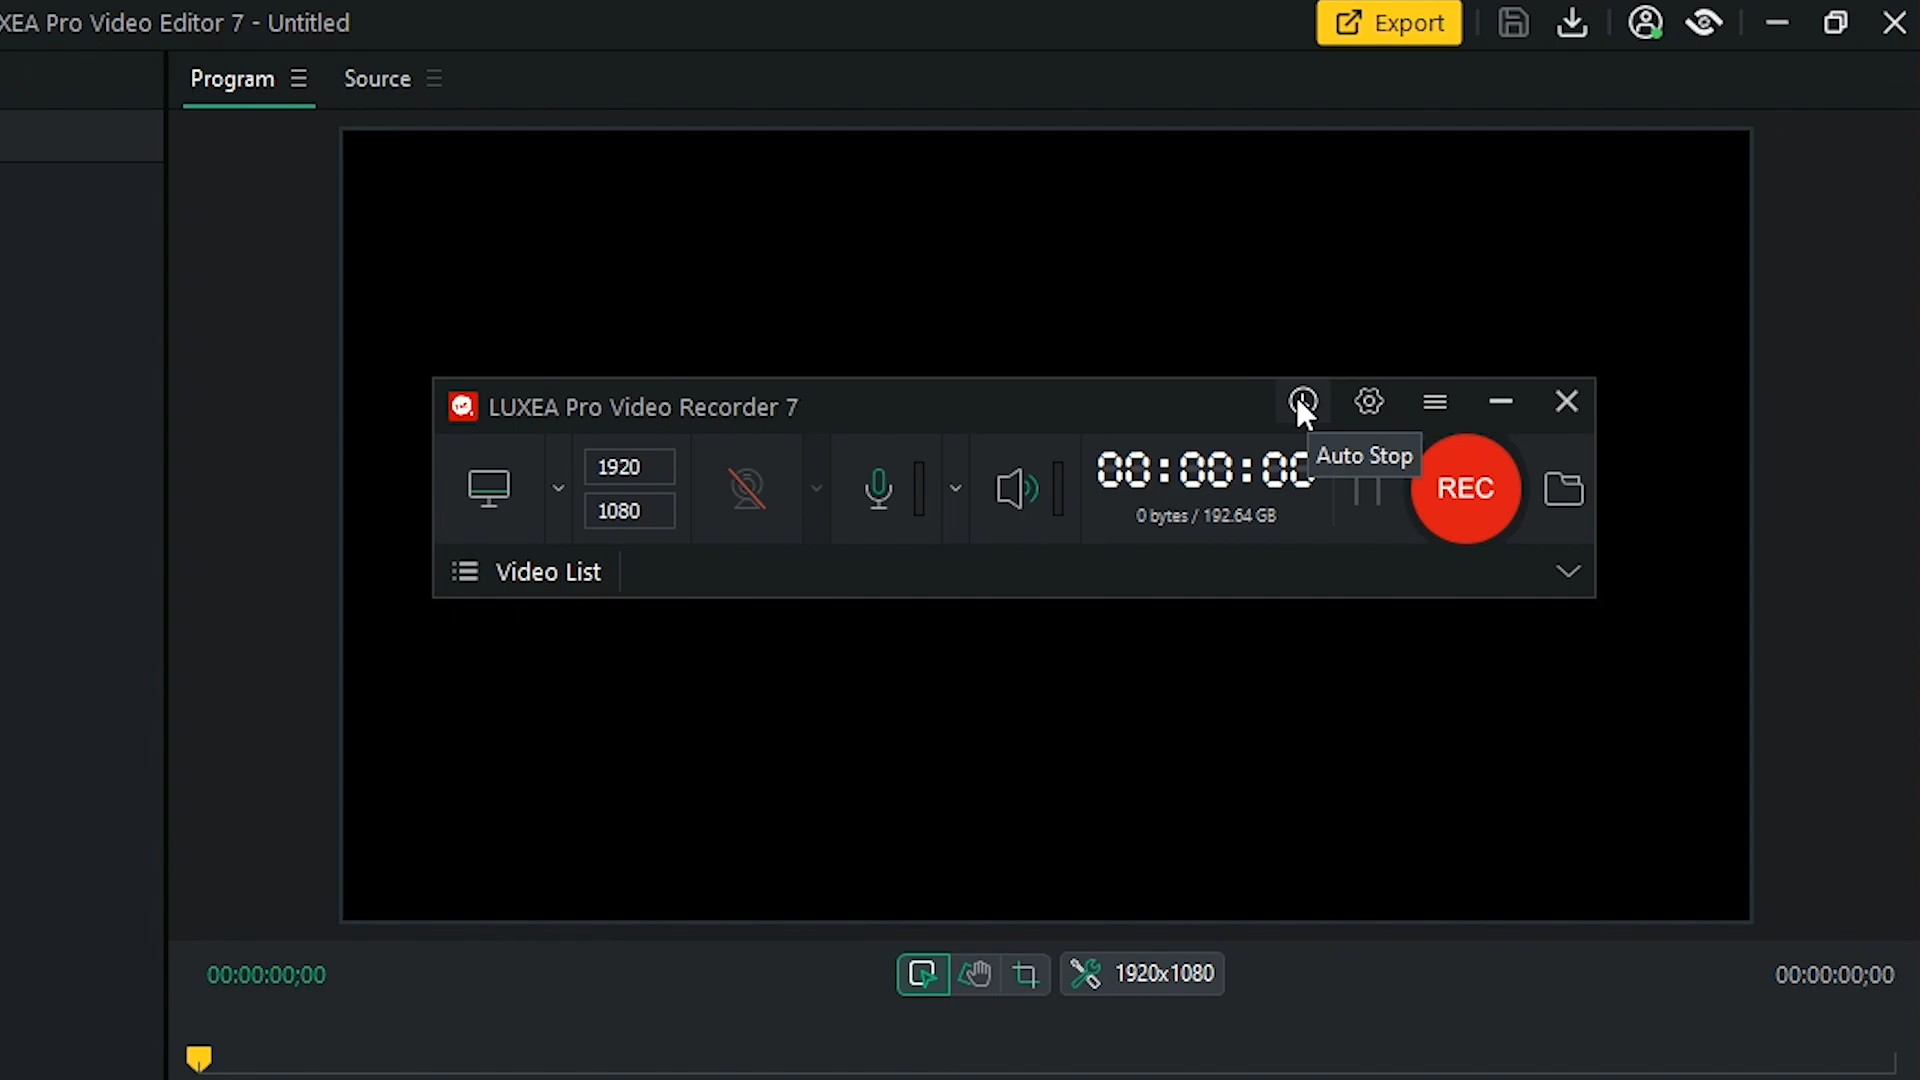 XEA Pro Video Editor 7 - Untitled
Export
Program
Source
LUXEA Pro Video Recorder 7
Auto Stop
1920
1080
00:00:00
0 bytes / 192.64 GB
REC
Video List
00:00:00;00
1920x1080
00:00:00;00